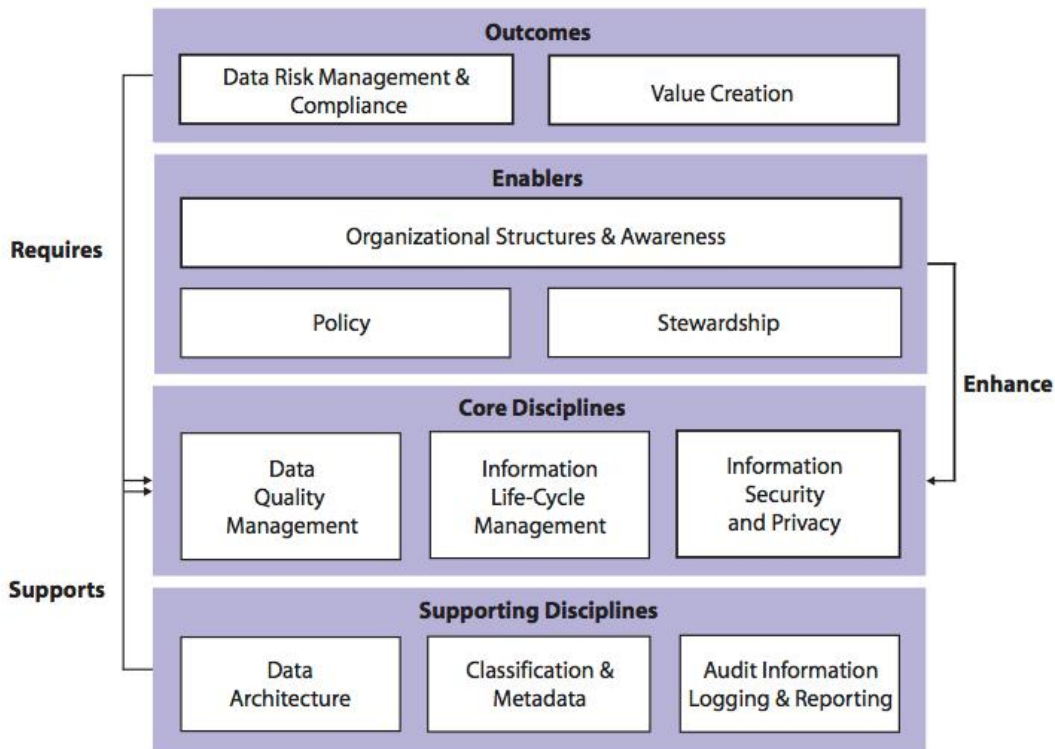 Outcomes
Data Risk Management &
Compliance
Value Creation
Enablers
Organizational Structures & Awareness
Requires
Policy
Stewardship
Enhance
Core Disciplines
Data
Quality
Management
Information
Life-Cycle
Management
Information
Security
and Privacy
Supports
Supporting Disciplines
Data
Architecture
Classification &
Metadata
Audit Information
Logging & Reporting